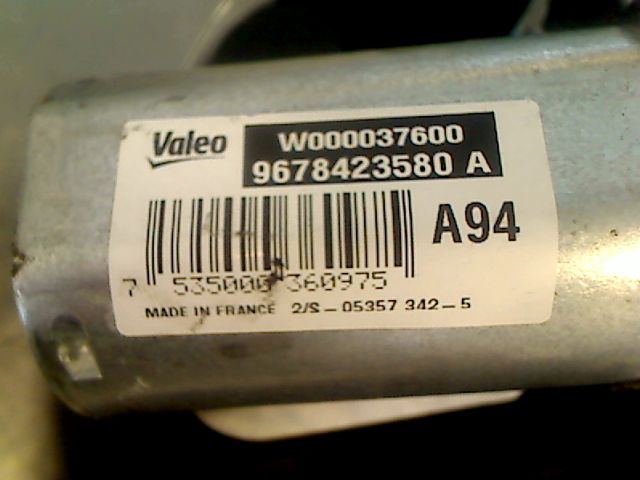 Valeo W000037600
9678423580 A
A94
7 535000 360975
MADE IN FRANCE 2/S - 05357 342-5